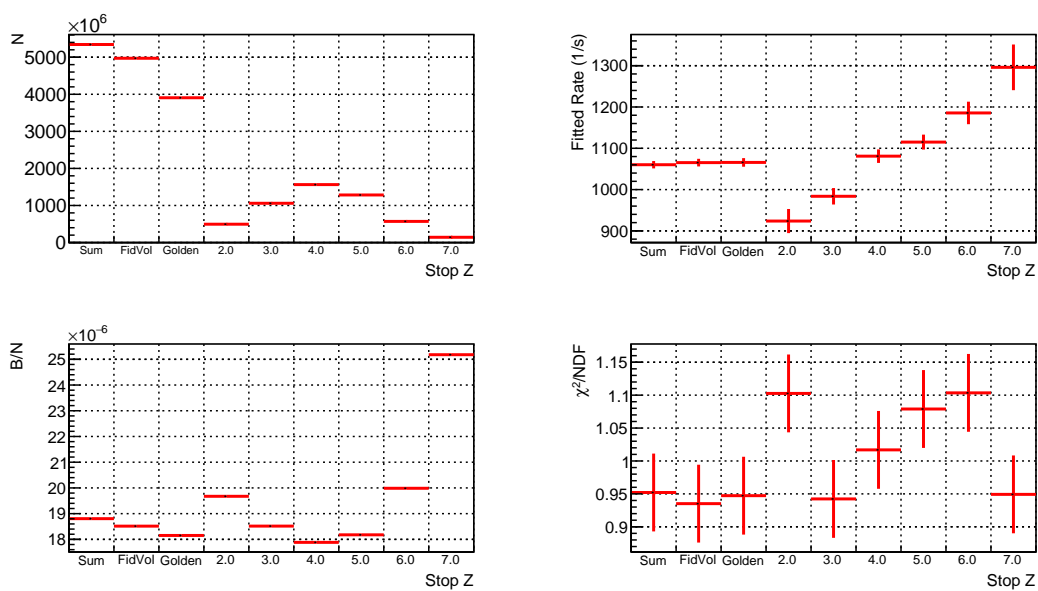 ×10⁶
N
5000
4000
3000
2000
1000
0
Sum FidVol Golden 2.0 3.0 4.0 5.0 6.0 7.0
Stop Z
Fitted Rate (1/s)
1300
1200
1100
1000
900
Sum FidVol Golden 2.0 3.0 4.0 5.0 6.0 7.0
Stop Z
×10⁻⁶
B/N
25
24
23
22
21
20
19
18
Sum FidVol Golden 2.0 3.0 4.0 5.0 6.0 7.0
Stop Z
χ²/NDF
1.15
1.1
1.05
1
0.95
0.9
Sum FidVol Golden 2.0 3.0 4.0 5.0 6.0 7.0
Stop Z